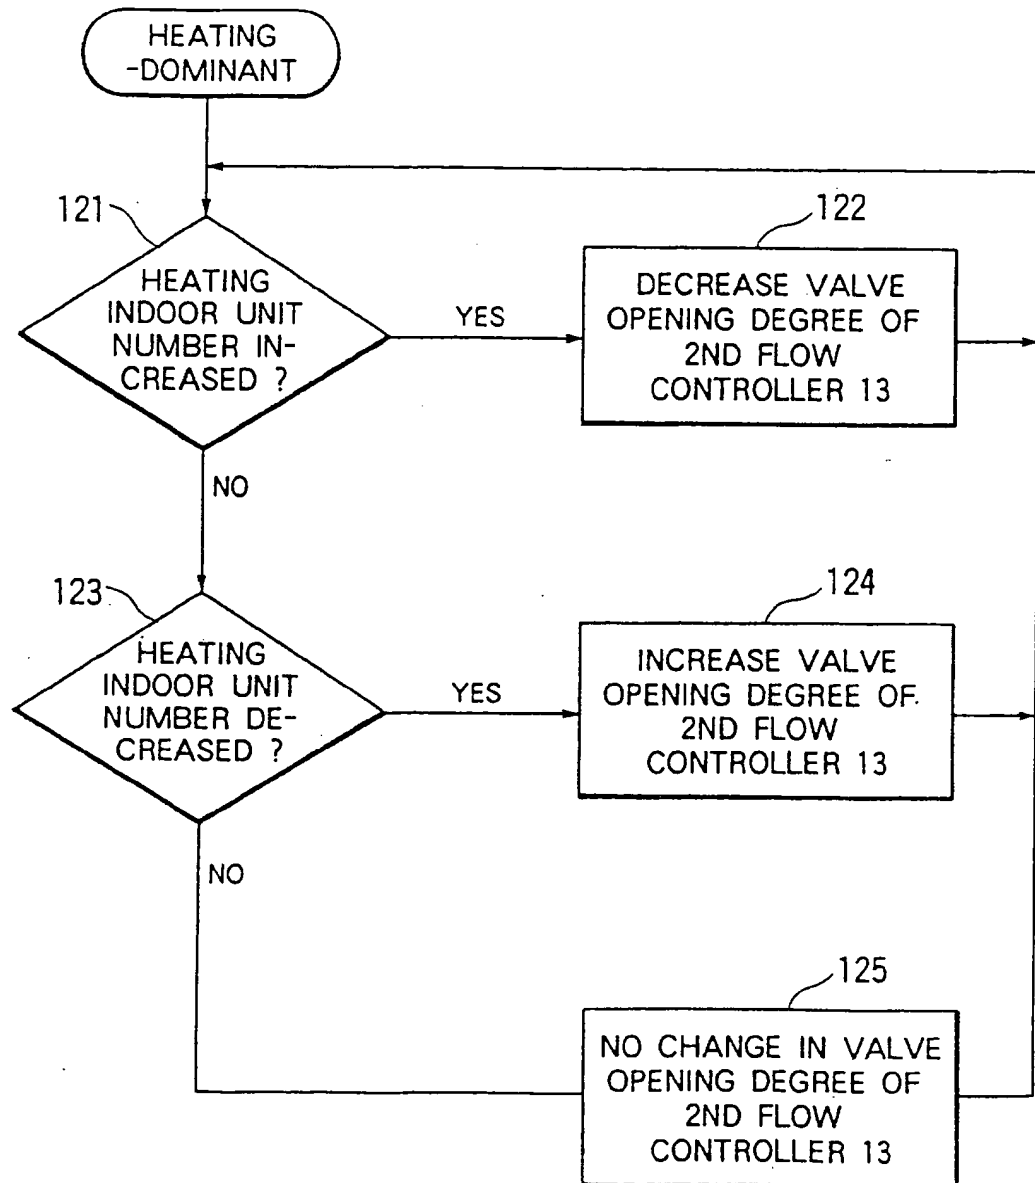 HEATING
-DOMINANT
121
HEATING
INDOOR UNIT
NUMBER IN-
CREASED ?
YES
122
DECREASE VALVE
OPENING DEGREE OF
2ND FLOW
CONTROLLER 13
NO
123
HEATING
INDOOR UNIT
NUMBER DE-
CREASED ?
YES
124
INCREASE VALVE
OPENING DEGREE OF
2ND FLOW
CONTROLLER 13
NO
125
NO CHANGE IN VALVE
OPENING DEGREE OF
2ND FLOW
CONTROLLER 13